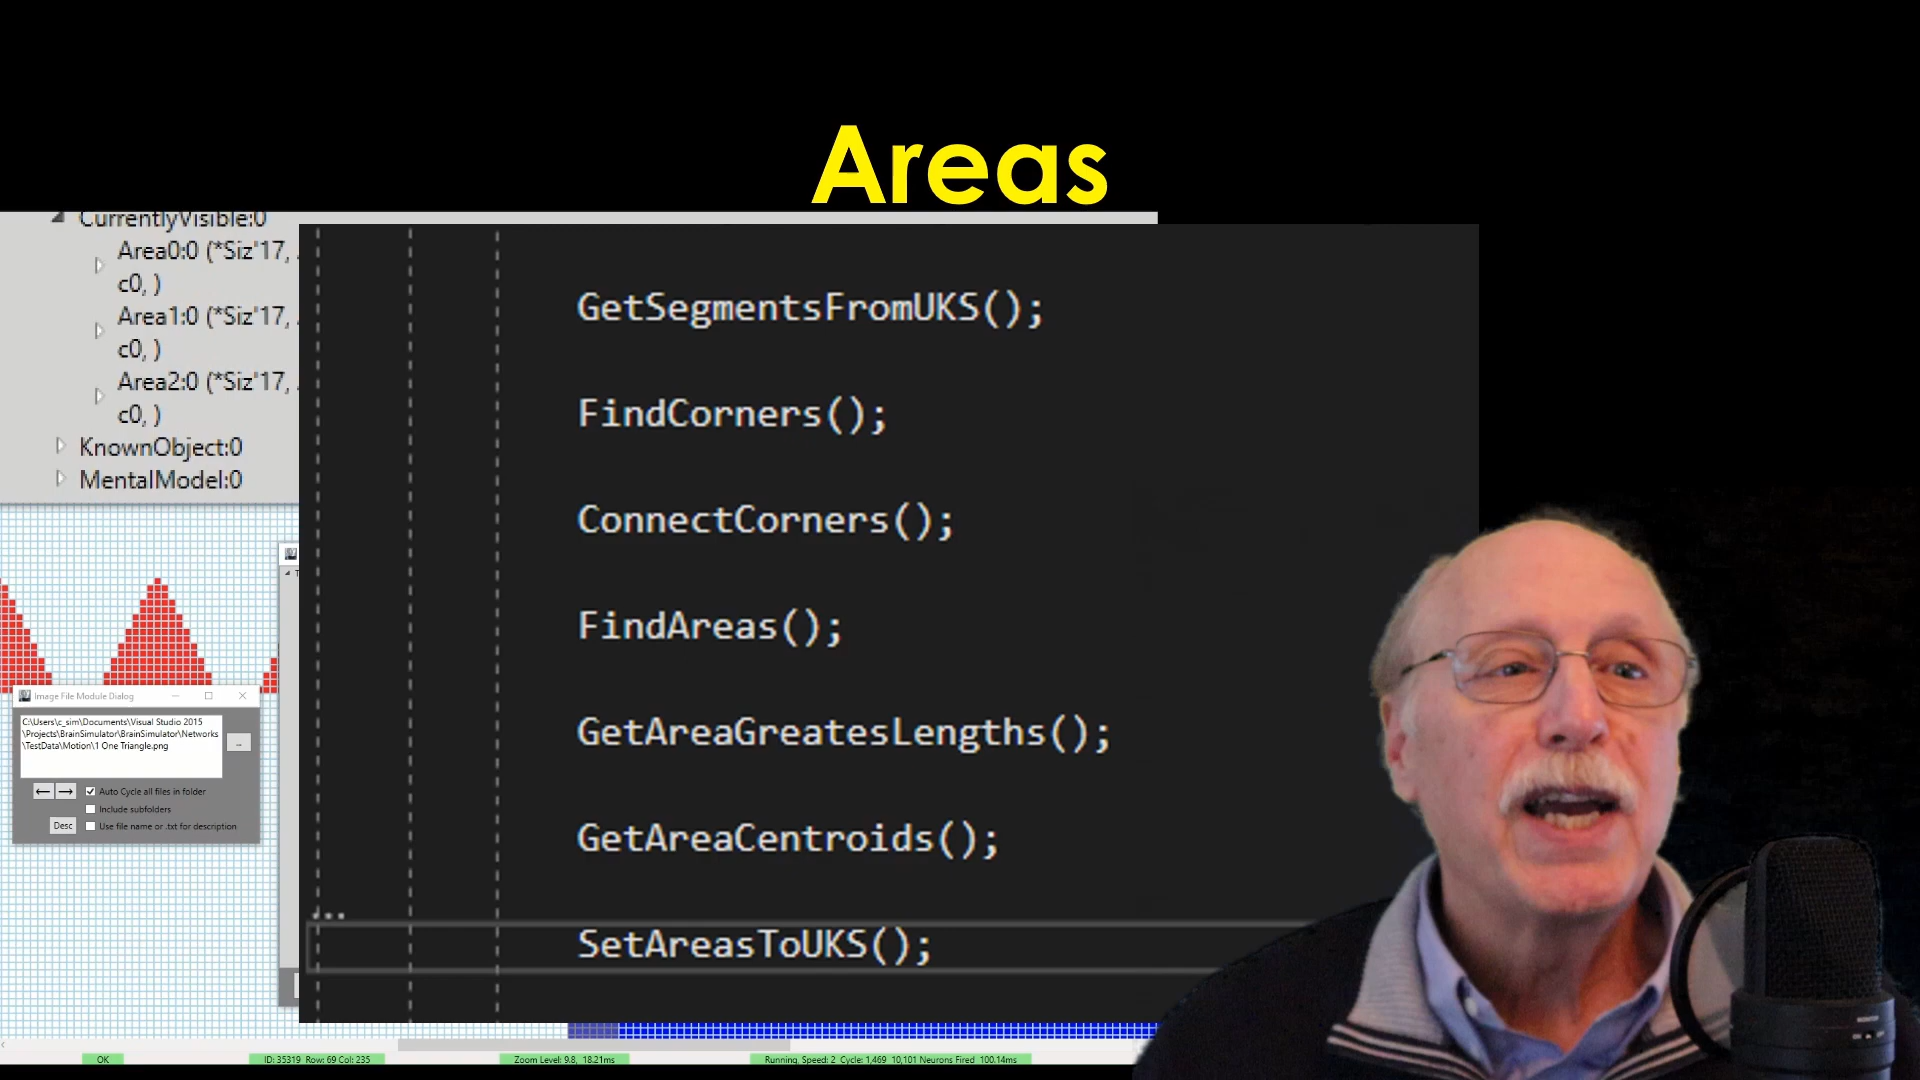 Areas
CurrentlyVisible:0
Area0:0 (*Siz'17,
c0, )
Area1:0 (*Siz'17,
c0, )
Area2:0 (*Siz'17,
c0, )
KnownObject:0
MentalModel:0
GetSegmentsFromUKS();
FindCorners();
ConnectCorners();
FindAreas();
GetAreaGreatesLengths();
GetAreaCentroids();
...
SetAreasToUKS();
Image File Module Dialog
C:\Users\c_sim\Documents\Visual Studio 2015
\Projects\BrainSimulator\BrainSimulator\Networks
\TestData\Motion\1 One Triangle.png
...
Auto Cycle all files in folder
Include subfolders
Desc
Use file name or .txt for description
OK
ID: 35319 Row: 69 Col: 235
Zoom Level: 9.8, 18.21ms
Running, Speed: 2 Cycle: 1,469 10,101 Neurons Fired 100.14ms